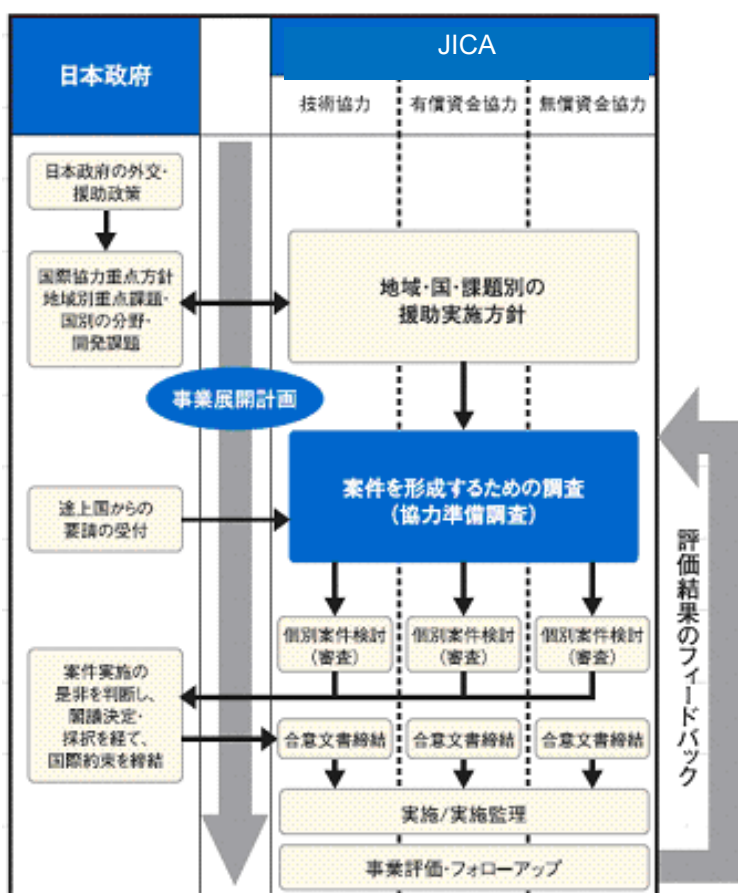 日本政府
JICA
技術協力
有償資金協力
無償資金協力
日本政府の外交・
援助政策
国際協力重点方針
地域別重点課題・
国別の分野・
開発課題
地域・国・課題別の
援助実施方針
事業展開計画
案件を形成するための調査
（協力準備調査）
途上国からの
要請の受付
個別案件検討
（審査）
個別案件検討
（審査）
個別案件検討
（審査）
案件実施の
是非を判断し、
閣議決定・
採択を経て、
国際約束を締結
合意文書締結
合意文書締結
合意文書締結
実施/実施監理
事業評価・フォローアップ
評価結果のフィードバック